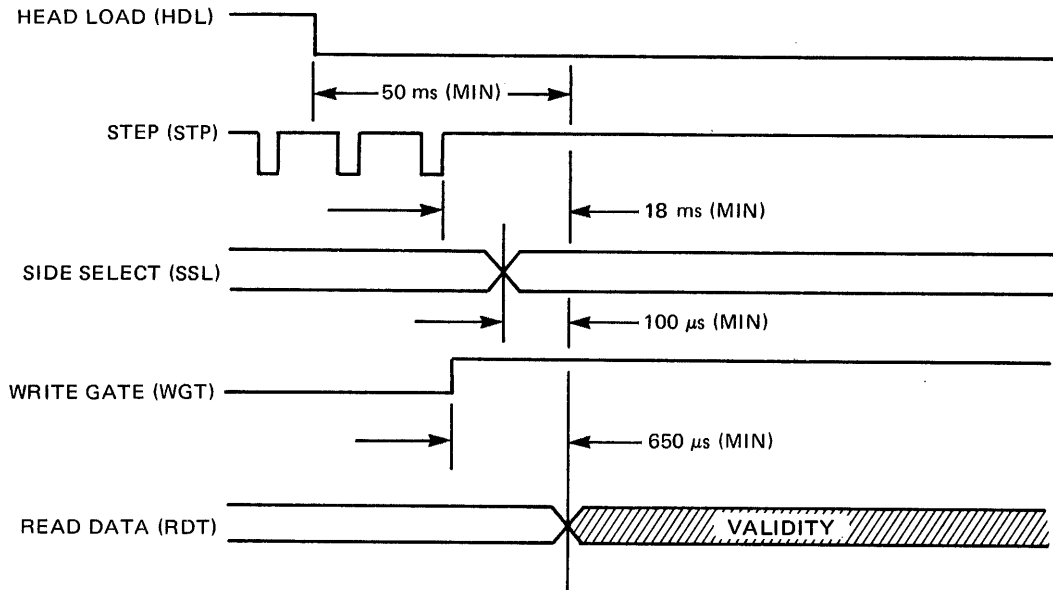 HEAD LOAD (HDL)
50 ms (MIN)
STEP (STP)
18 ms (MIN)
SIDE SELECT (SSL)
100 μs (MIN)
WRITE GATE (WGT)
650 μs (MIN)
READ DATA (RDT)
VALIDITY